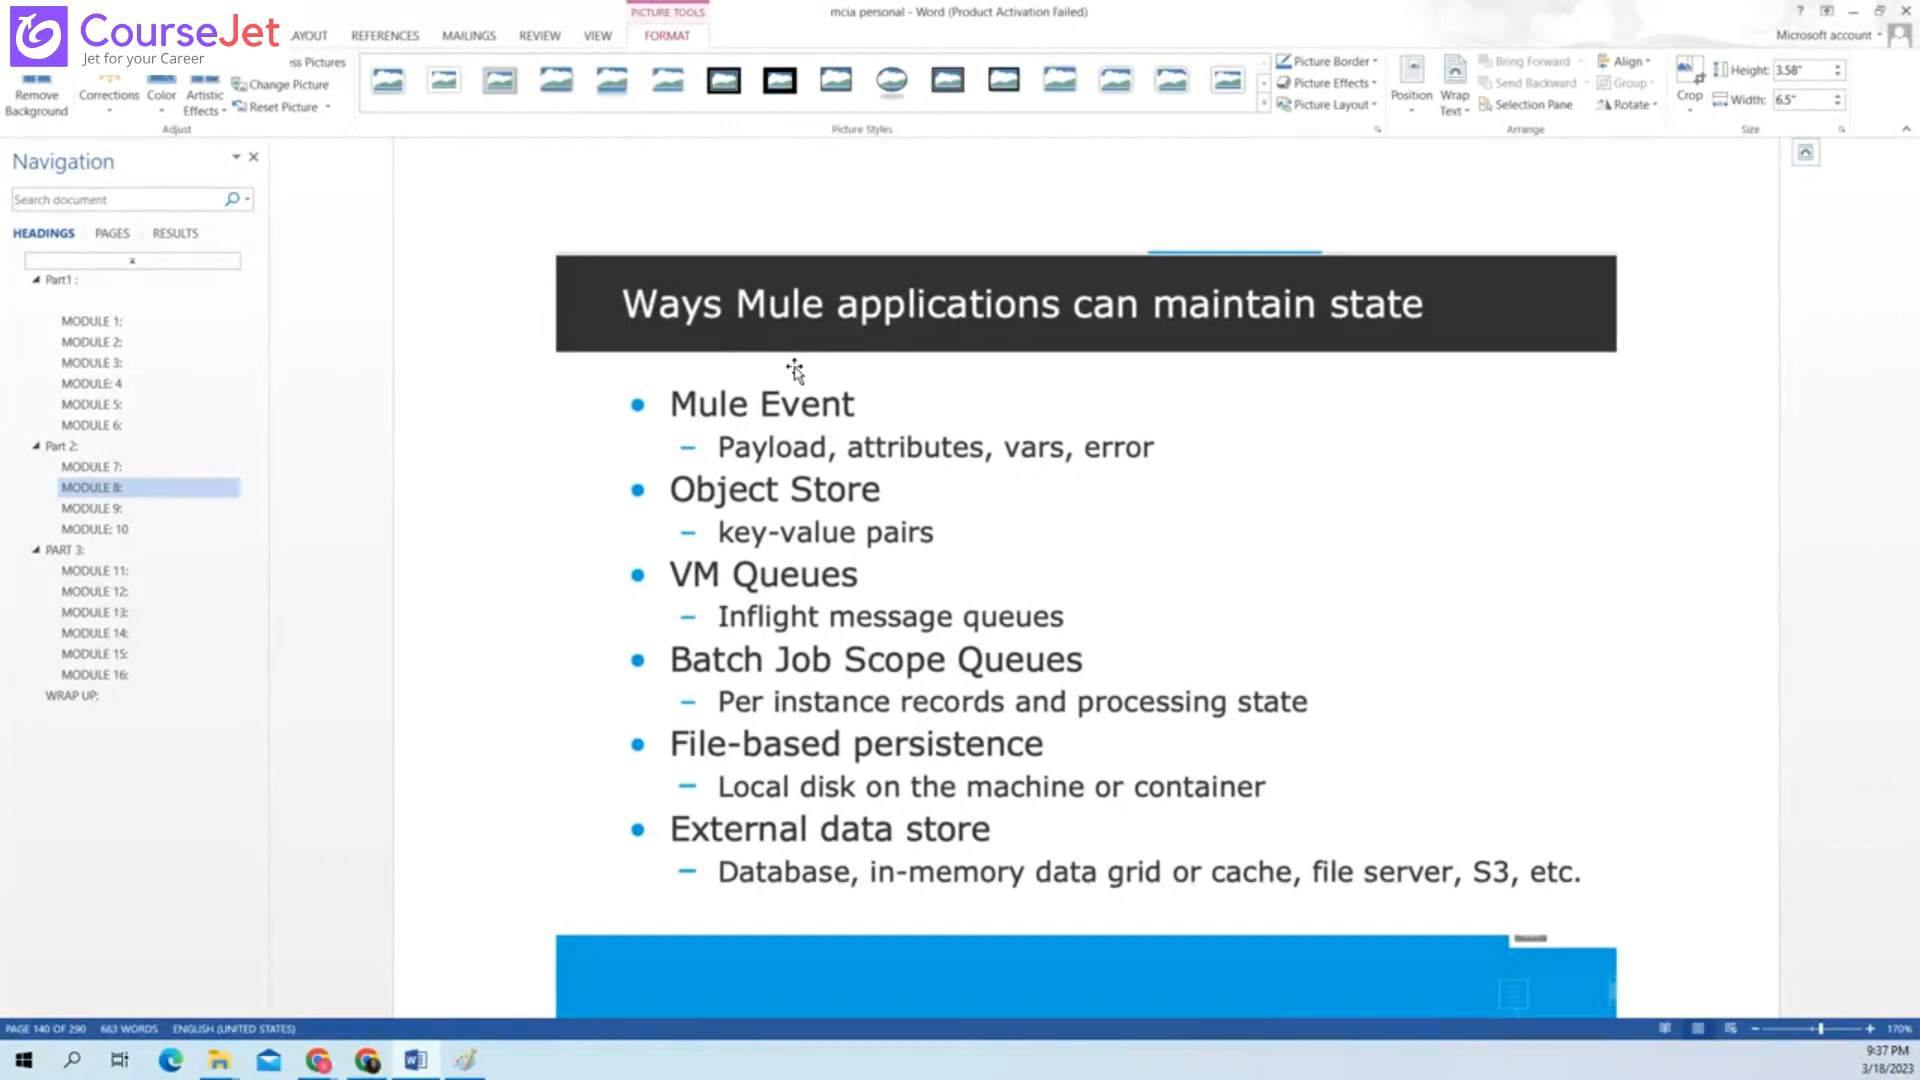 CourseJet
Jet for your Career
PICTURE TOOLS
mcia personal - Word (Product Activation Failed)
AYOUT REFERENCES MAILINGS REVIEW VIEW FORMAT
Microsoft account
ss Pictures
Change Picture
Reset Picture
Remove
Background
Corrections
Color
Artistic
Effects
Adjust
Picture Styles
Picture Border
Picture Effects
Picture Layout
Position
Wrap
Text
Bring Forward
Send Backward
Selection Pane
Align
Group
Rotate
Arrange
Crop
Height: 3.58"
Width: 6.5"
Size
Navigation
Search document
HEADINGS PAGES RESULTS
Part1 :
MODULE 1:
MODULE 2:
MODULE 3:
MODULE: 4
MODULE 5:
MODULE 6:
Part 2:
MODULE 7:
MODULE 8:
MODULE 9:
MODULE: 10
PART 3:
MODULE 11:
MODULE 12:
MODULE 13:
MODULE 14:
MODULE 15:
MODULE 16:
WRAP UP:
Ways Mule applications can maintain state
• Mule Event
– Payload, attributes, vars, error
• Object Store
– key-value pairs
• VM Queues
– Inflight message queues
• Batch Job Scope Queues
– Per instance records and processing state
• File-based persistence
– Local disk on the machine or container
• External data store
– Database, in-memory data grid or cache, file server, S3, etc.
PAGE 140 OF 290 683 WORDS ENGLISH (UNITED STATES)
170%
9:37 PM
3/18/2023